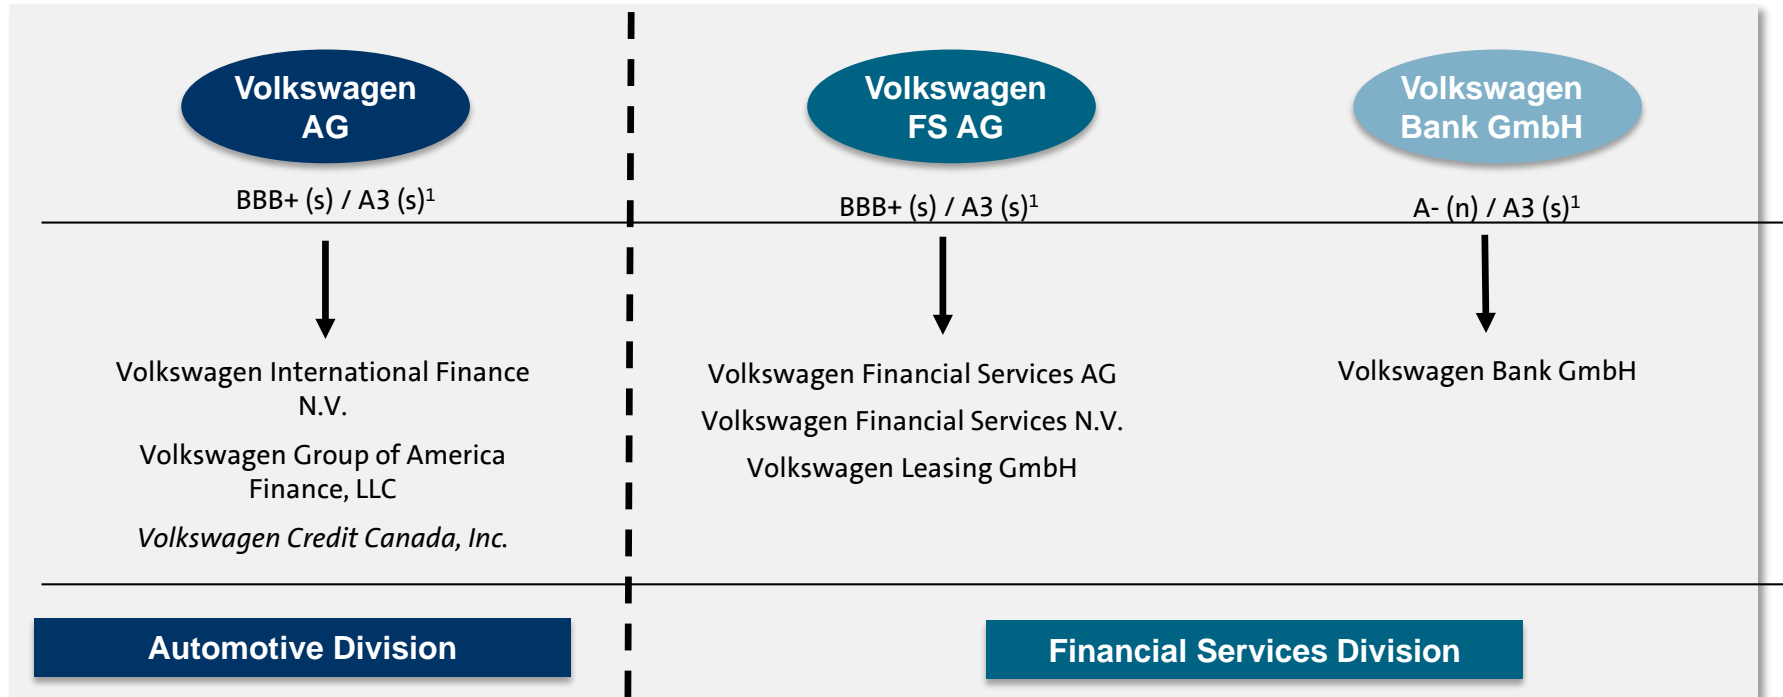 Volkswagen
AG
Volkswagen
FS AG
Volkswagen
Bank GmbH
BBB+ (s) / A3 (s)¹
BBB+ (s) / A3 (s)¹
A- (n) / A3 (s)¹
Volkswagen International Finance
N.V.
Volkswagen Group of America
Finance, LLC
Volkswagen Credit Canada, Inc.
Volkswagen Financial Services AG
Volkswagen Financial Services N.V.
Volkswagen Leasing GmbH
Volkswagen Bank GmbH
Automotive Division
Financial Services Division